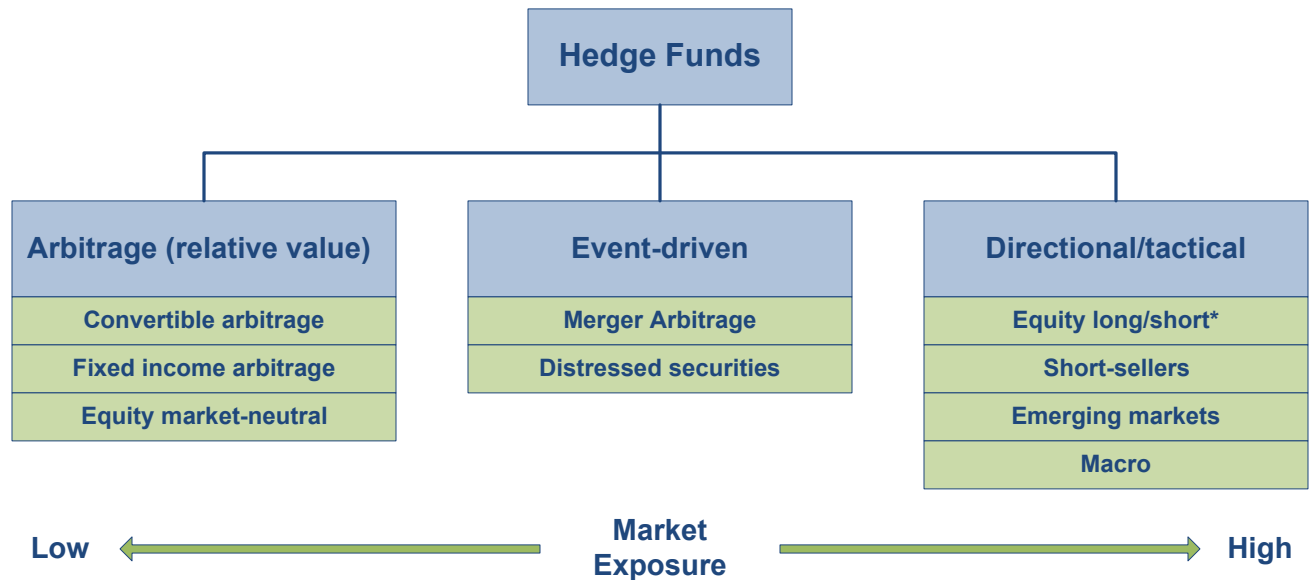 Hedge Funds
Arbitrage (relative value)
Convertible arbitrage
Fixed income arbitrage
Equity market-neutral
Event-driven
Merger Arbitrage
Distressed securities
Directional/tactical
Equity long/short*
Short-sellers
Emerging markets
Macro
Low
Market
Exposure
High